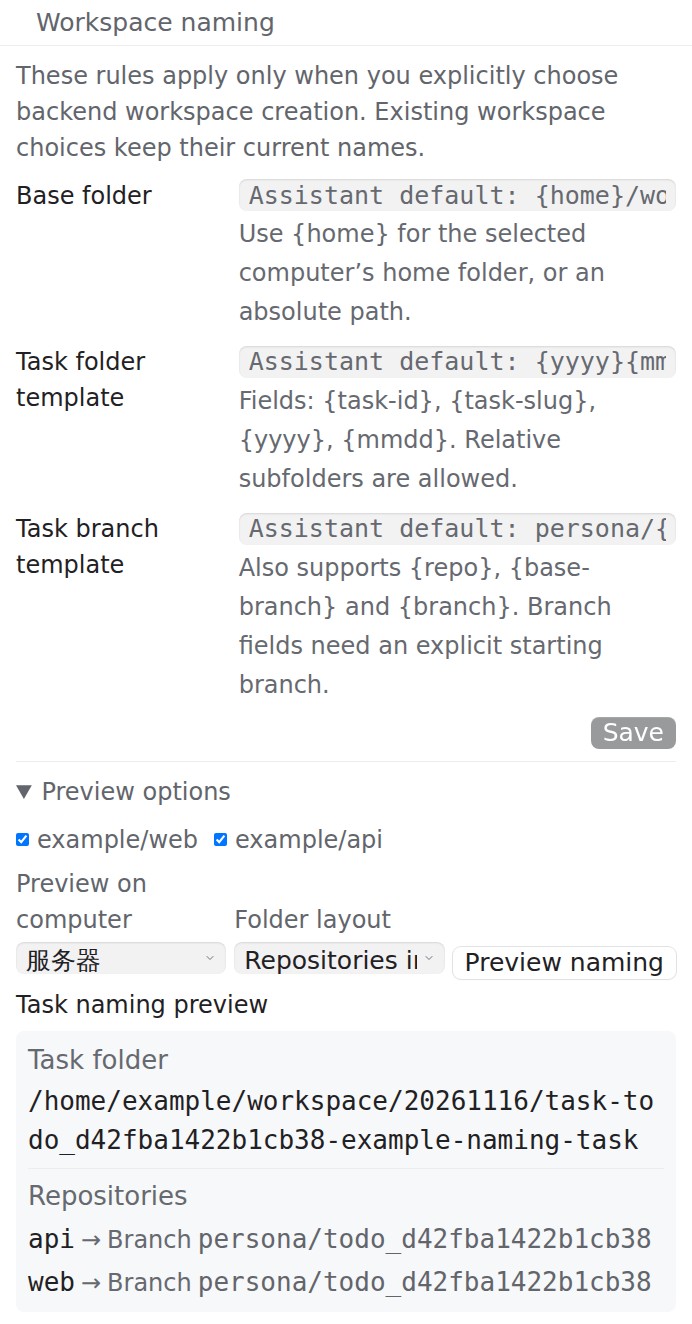 Workspace naming
These rules apply only when you explicitly choose
backend workspace creation. Existing workspace
choices keep their current names.
Base folder
Assistant default: {home}/wo
Use {home} for the selected
computer’s home folder, or an
absolute path.
Task folder
template
Assistant default: {yyyy}{mm
Fields: {task-id}, {task-slug},
{yyyy}, {mmdd}. Relative
subfolders are allowed.
Task branch
template
Assistant default: persona/{
Also supports {repo}, {base-
branch} and {branch}. Branch
fields need an explicit starting
branch.
Save
▼ Preview options
example/web example/api
Preview on
computer
Folder layout
服务器
Repositories in
Preview naming
Task naming preview
Task folder
/home/example/workspace/20261116/task-to
do_d42fba1422b1cb38-example-naming-task
Repositories
api → Branch persona/todo_d42fba1422b1cb38
web → Branch persona/todo_d42fba1422b1cb38